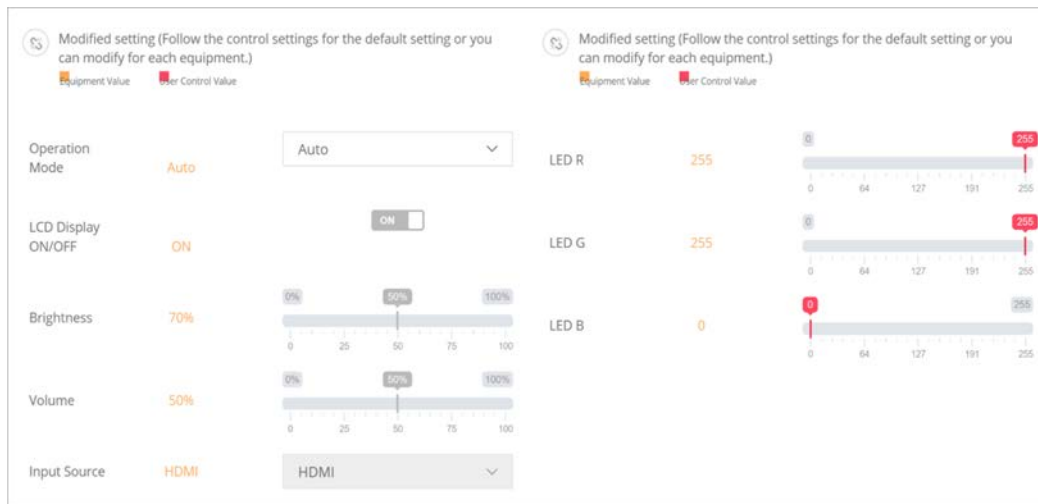 Modified setting (Follow the control settings for the default setting or you
can modify for each equipment.)
Equipment Value User Control Value
Operation
Mode Auto Auto
LCD Display
ON/OFF ON ON
0% 50% 100%
Brightness 70%
0 25 50 75 100
0% 50% 100%
Volume 50%
0 25 50 75 100
Input Source HDMI HDMI
Modified setting (Follow the control settings for the default setting or you
can modify for each equipment.)
Equipment Value User Control Value
0 255
LED R 255
0 64 127 191 255
0 255
LED G 255
0 64 127 191 255
0 255
LED B 0
0 64 127 191 255